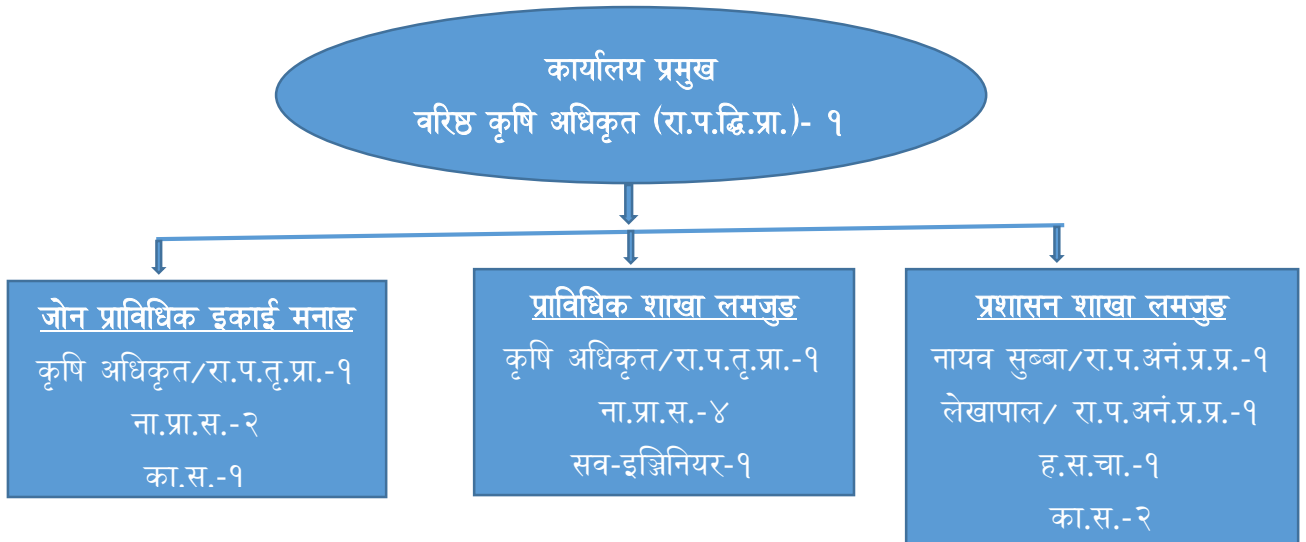 कार्यालय प्रमुख
वरिष्ठ कृषि अधिकृत (रा.प.द्धि.प्रा.)- १
जोन प्राविधिक इकाई मनाङ
कृषि अधिकृत/रा.प.तृ.प्रा.-१
ना.प्रा.स.-२
का.स.-१
प्राविधिक शाखा लमजुङ
कृषि अधिकृत/रा.प.तृ.प्रा.-१
ना.प्रा.स.-४
सव-इञ्जिनियर-१
प्रशासन शाखा लमजुङ
नायव सुब्बा/रा.प.अनं.प्र.प्र.-१
लेखापाल/ रा.प.अनं.प्र.प्र.-१
ह.स.चा.-१
का.स.-२